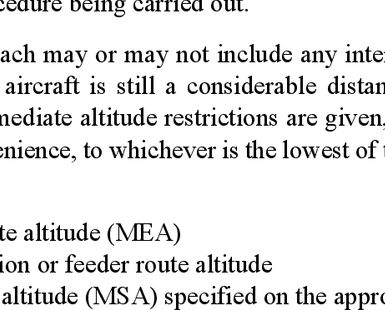 cedure being carried out.
ach may or may not include any inter
aircraft is still a considerable distan
mediate altitude restrictions are given,
enience, to whichever is the lowest of t
te altitude (MEA)
ion or feeder route altitude
altitude (MSA) specified on the appro